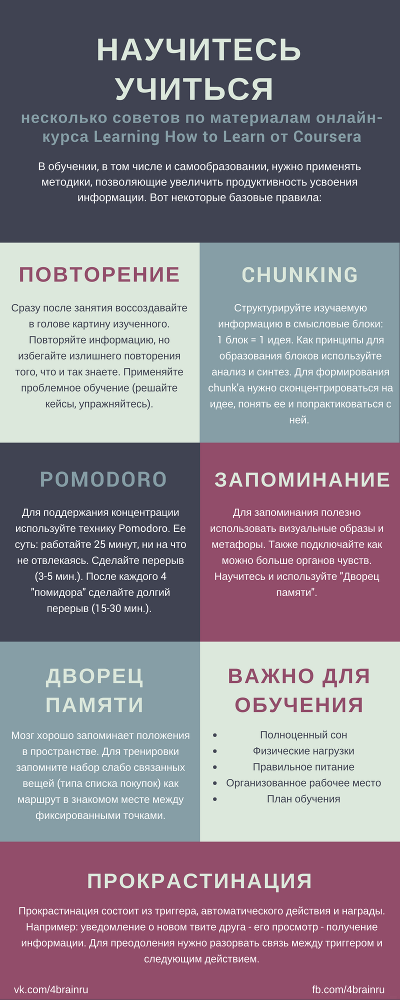 НАУЧИТЕСЬ
УЧИТЬСЯ
несколько советов по материалам онлайн-
курса Learning How to Learn от Coursera
В обучении, в том числе и самообразовании, нужно применять
методики, позволяющие увеличить продуктивность усвоения
информации. Вот некоторые базовые правила:
ПОВТОРЕНИЕ
Сразу после занятия воссоздавайте
в голове картину изученного.
Повторяйте информацию, но
избегайте излишнего повторения
того, что и так знаете. Применяйте
проблемное обучение (решайте
кейсы, упражняйтесь).
CHUNKING
Структурируйте изучаемую
информацию в смысловые блоки:
1 блок = 1 идея. Как принципы для
образования блоков используйте
анализ и синтез. Для формирования
chunk'а нужно сконцентрироваться на
идее, понять ее и попрактиковаться с
ней.
POMODORO
Для поддержания концентрации
используйте технику Pomodoro. Ее
суть: работайте 25 минут, ни на что
не отвлекаясь. Сделайте перерыв
(3-5 мин.). После каждого 4
"помидора" сделайте долгий
перерыв (15-30 мин.).
ЗАПОМИНАНИЕ
Для запоминания полезно
использовать визуальные образы и
метафоры. Также подключайте как
можно больше органов чувств.
Научитесь и используйте "Дворец
памяти".
ДВОРЕЦ
ПАМЯТИ
Мозг хорошо запоминает положения
в пространстве. Для тренировки
запомните набор слабо связанных
вещей (типа списка покупок) как
маршрут в знакомом месте между
фиксированными точками.
ВАЖНО ДЛЯ
ОБУЧЕНИЯ
• Полноценный сон
• Физические нагрузки
• Правильное питание
• Организованное рабочее место
• План обучения
ПРОКРАСТИНАЦИЯ
Прокрастинация состоит из триггера, автоматического действия и награды.
Например: уведомление о новом твите друга - его просмотр - получение
информации. Для преодоления нужно разорвать связь между триггером и
следующим действием.
vk.com/4brainru
fb.com/4brainru